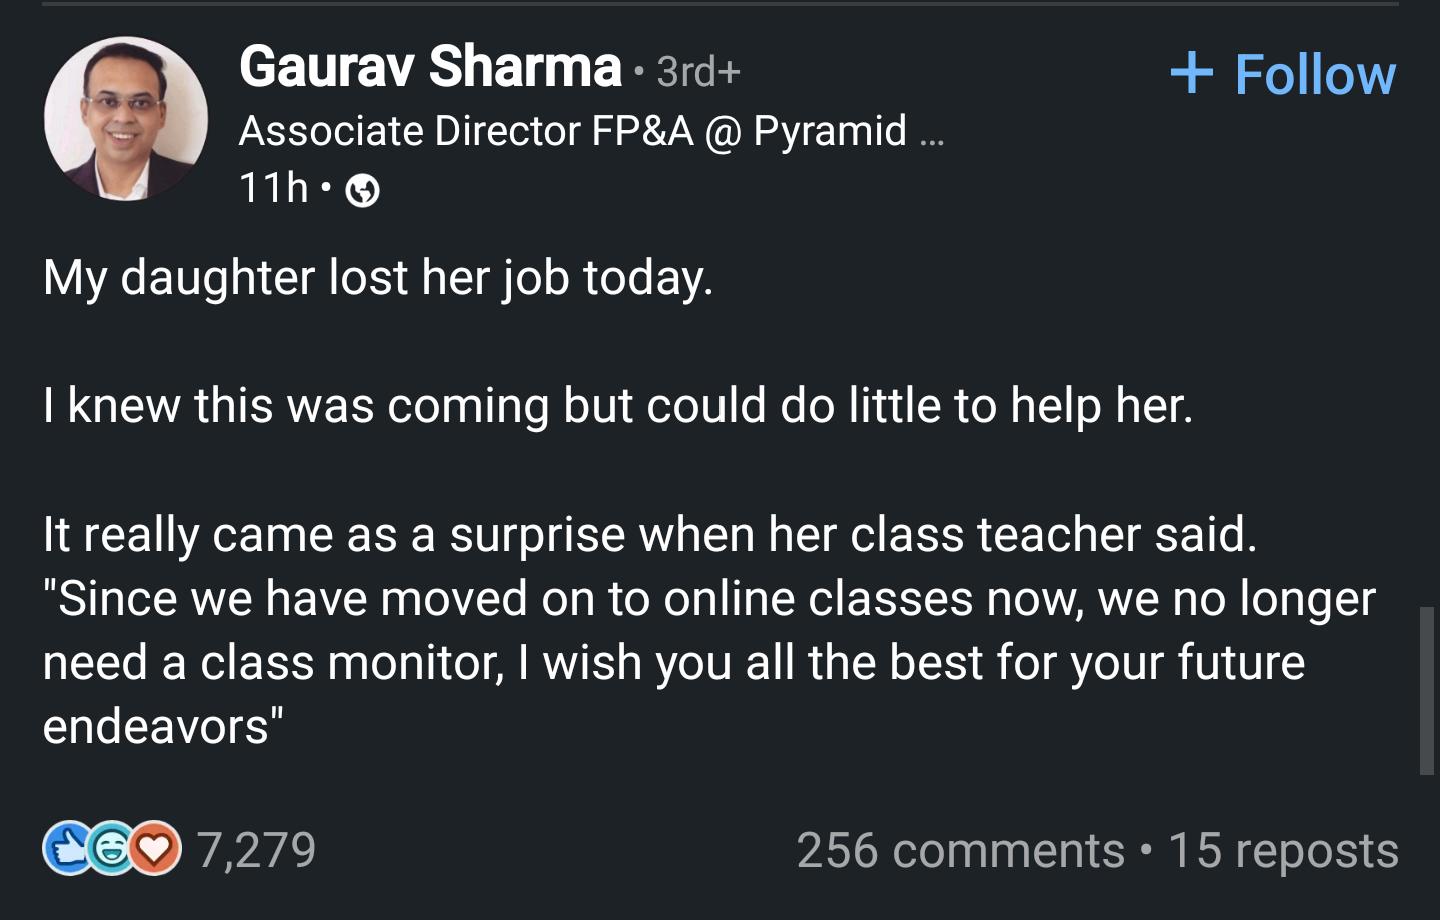 Gaurav Sharma • 3rd+
+ Follow
Associate Director FP&A @ Pyramid ...
11h •
My daughter lost her job today.
I knew this was coming but could do little to help her.
It really came as a surprise when her class teacher said.
"Since we have moved on to online classes now, we no longer
need a class monitor, I wish you all the best for your future
endeavors"
7,279
256 comments • 15 reposts